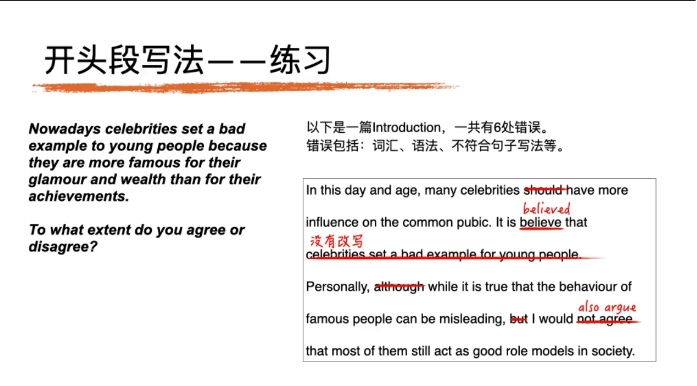 开头段写法——练习
Nowadays celebrities set a bad
example to young people because
they are more famous for their
glamour and wealth than for their
achievements.
To what extent do you agree or
disagree?
以下是一篇Introduction，一共有6处错误。
错误包括：词汇、语法、不符合句子写法等。
In this day and age, many celebrities should have more
believed
influence on the common pubic. It is believe that
没有改写
celebrities set a bad example for young people.
Personally, although while it is true that the behaviour of
also argue
famous people can be misleading, but I would not agree
that most of them still act as good role models in society.